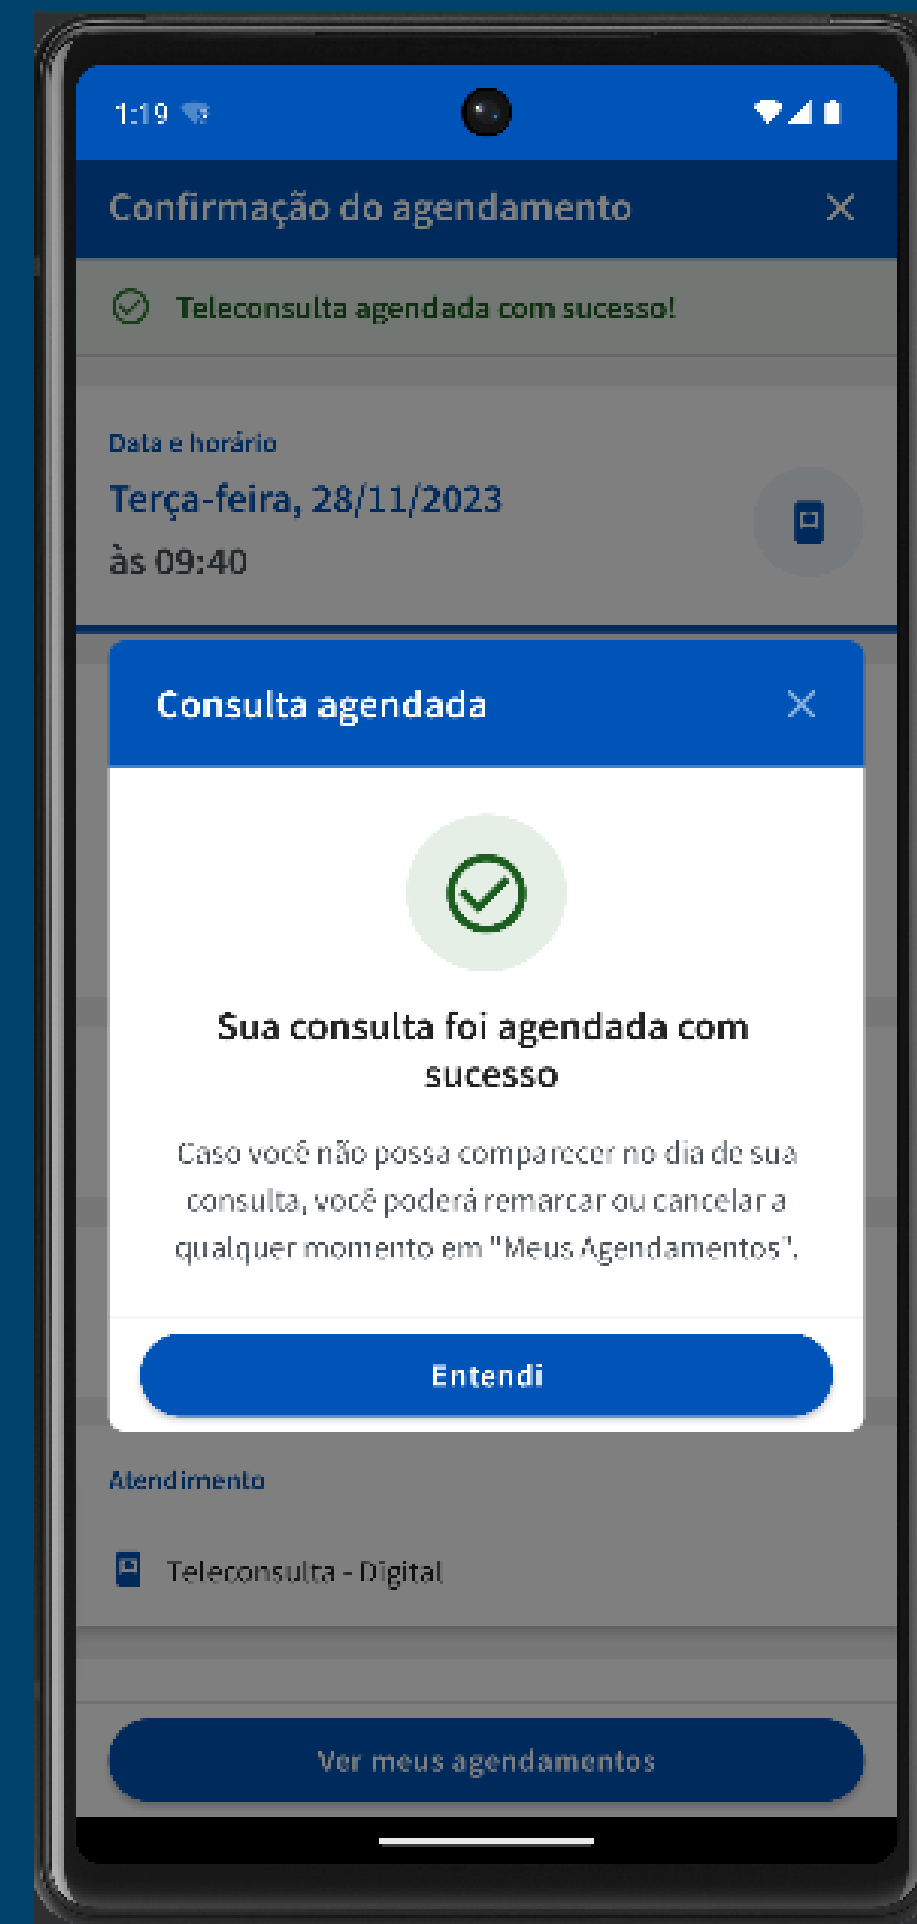 1:19
Confirmação do agendamento
Teleconsulta agendada com sucesso!
Data e horário
Terça-feira, 28/11/2023
às 09:40
Consulta agendada
Sua consulta foi agendada com
sucesso
Caso você não possa comparecer no dia de sua
consulta, você poderá remarcar ou cancelar a
qualquer momento em "Meus Agendamentos".
Entendi
Atendimento
Teleconsulta - Digital
Ver meus agendamentos